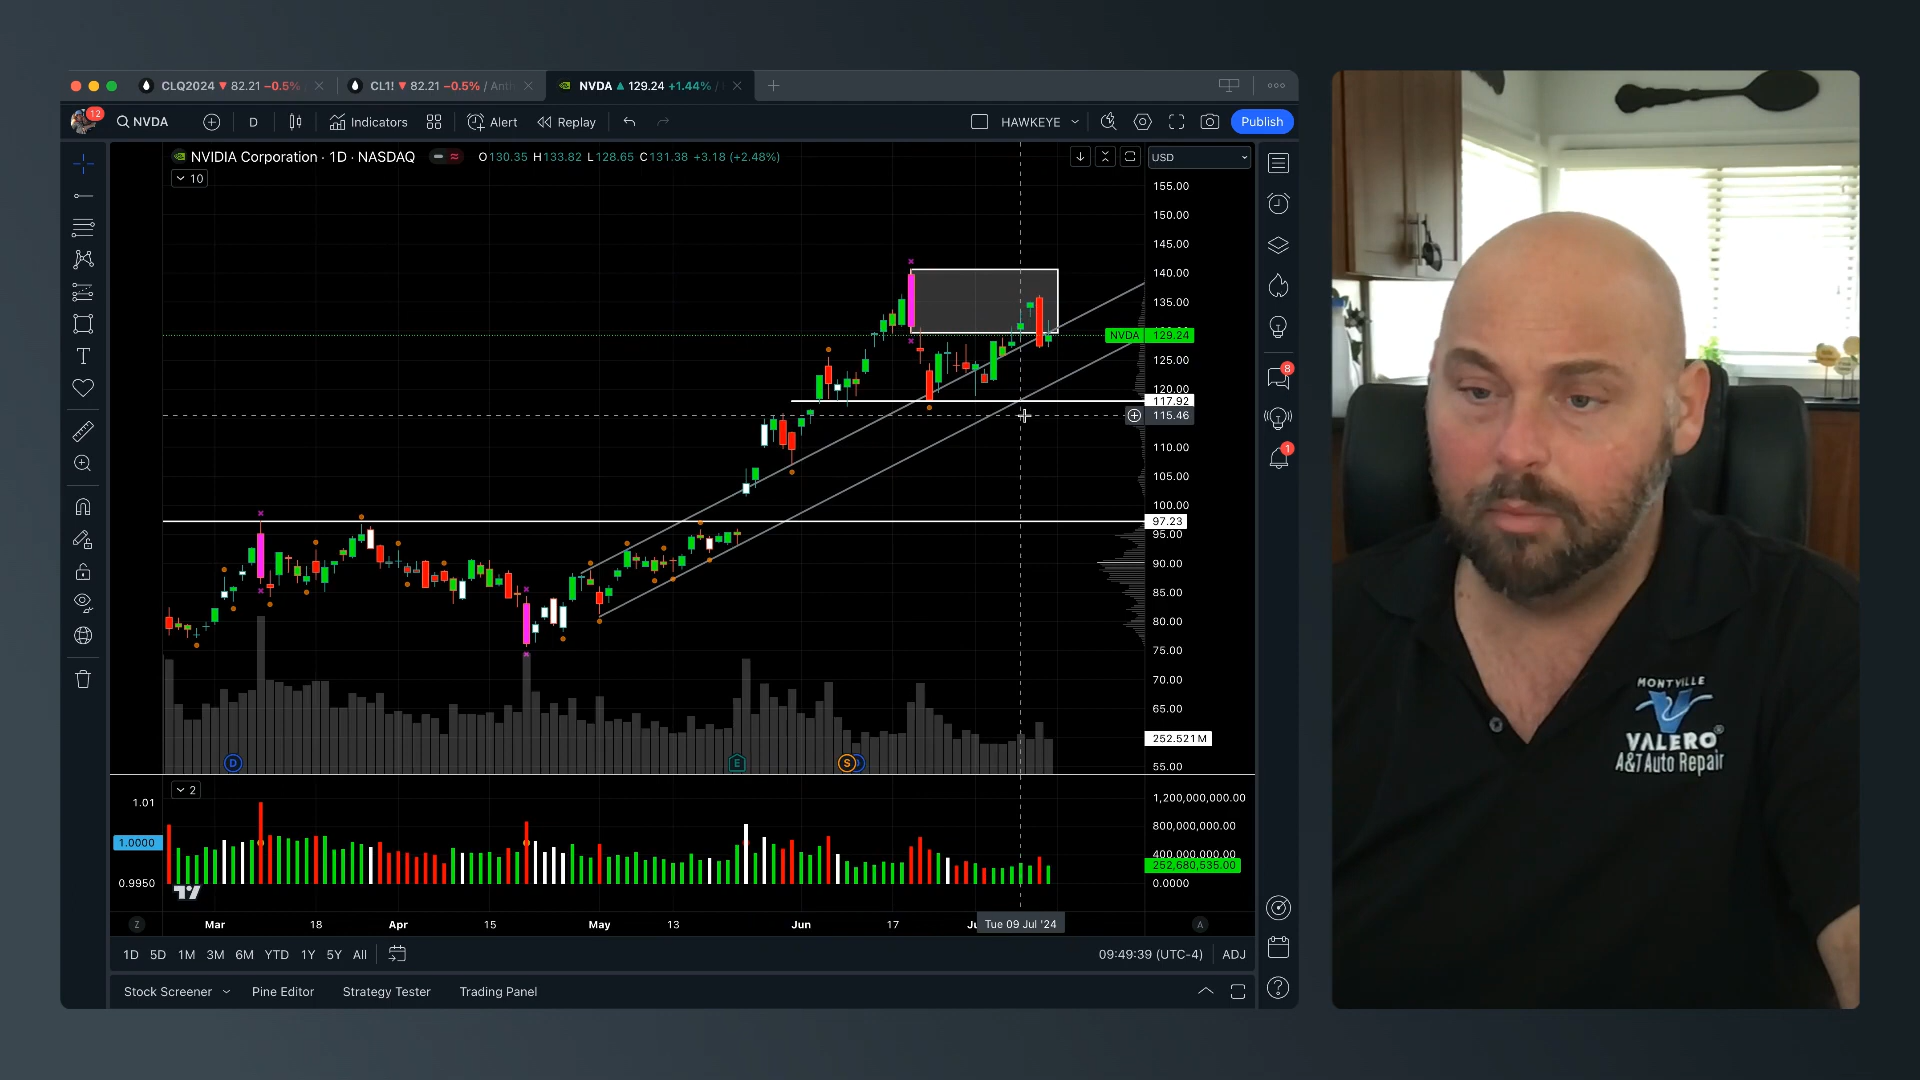 CLQ2024 ▼ 82.21 −0.5%
CL1! ▼ 82.21 −0.5% / Ant
NVDA ▲ 129.24 +1.44% /
12
NVDA
D
Indicators
Alert
Replay
HAWKEYE
Publish
NVIDIA Corporation · 1D · NASDAQ
O130.35 H133.82 L128.65 C131.38 +3.18 (+2.48%)
USD
10
155.00
150.00
145.00
140.00
135.00
NVDA 129.24
125.00
120.00
117.92
115.46
110.00
105.00
100.00
97.23
95.00
90.00
85.00
80.00
75.00
70.00
65.00
252.521M
55.00
D
E
S
8
1
2
1.01
1.0000
0.9950
1,200,000,000.00
800,000,000.00
400,000,000.00
252,680,535.00
0.0000
Z
Mar
18
Apr
15
May
13
Jun
17
Tue 09 Jul '24
A
1D 5D 1M 3M 6M YTD 1Y 5Y All
09:49:39 (UTC-4)
ADJ
Stock Screener
Pine Editor
Strategy Tester
Trading Panel
MONTVILLE
VALERO®
A&T Auto Repair